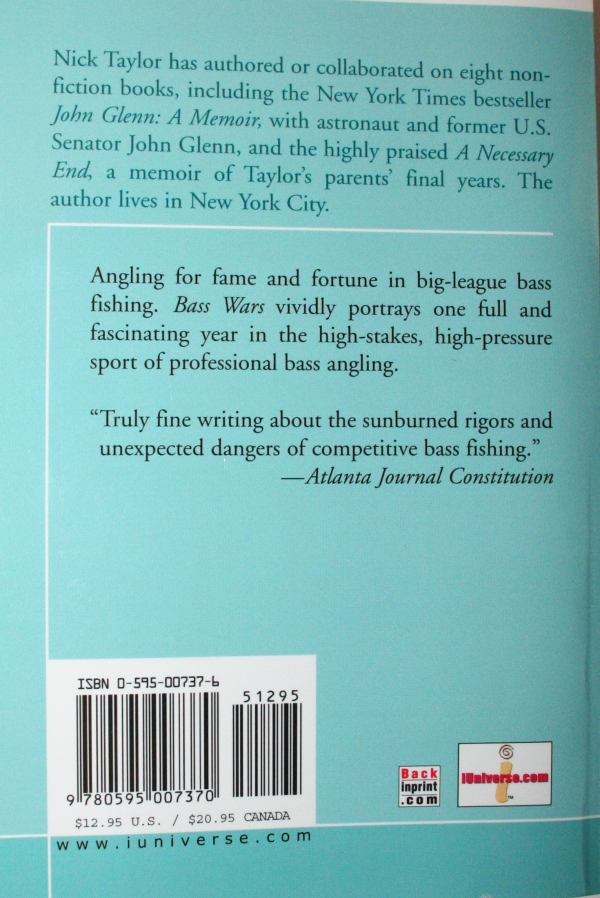 Nick Taylor has authored or collaborated on eight non-
fiction books, including the New York Times bestseller
John Glenn: A Memoir, with astronaut and former U.S.
Senator John Glenn, and the highly praised A Necessary
End, a memoir of Taylor's parents' final years. The
author lives in New York City.
Angling for fame and fortune in big-league bass
fishing. Bass Wars vividly portrays one full and
fascinating year in the high-stakes, high-pressure
sport of professional bass angling.
“Truly fine writing about the sunburned rigors and
unexpected dangers of competitive bass fishing.”
—Atlanta Journal Constitution
ISBN 0-595-00737-6
51295
9 780595 007370
$12.95 U.S. / $20.95 CANADA
www.iuniverse.com
Back
inprint
.com
iUniverse.com
TM